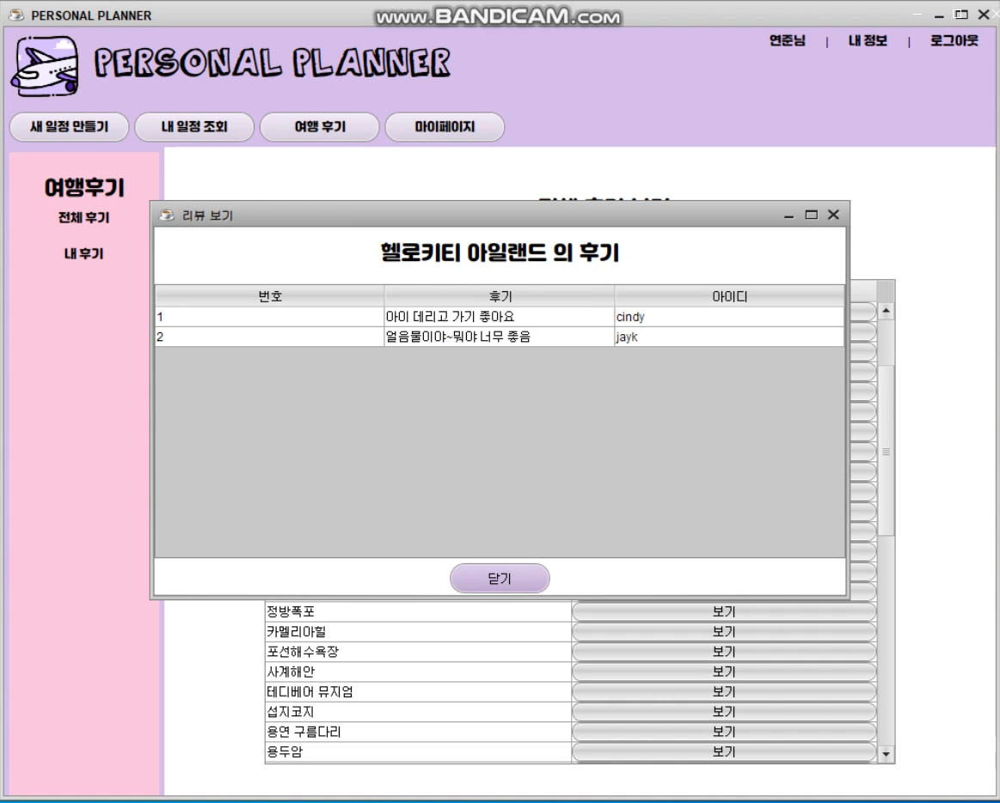 PERSONAL PLANNER
www.BANDICAM.com
연준님 | 내 정보 | 로그아웃
PERSONAL PLANNER
새 일정 만들기 내 일정 조회 여행 후기 마이페이지
여행후기
전체 후기
내 후기
리뷰 보기
헬로키티 아일랜드 의 후기
번호 후기 아이디
1 아이 데리고 가기 좋아요 cindy
2 얼음물이야~뭐야 너무 좋음 jayk
닫기
정방폭포 보기
카멜리아힐 보기
포선해수욕장 보기
사계해안 보기
테디베어 뮤지엄 보기
섭지코지 보기
용연 구름다리 보기
용두암 보기